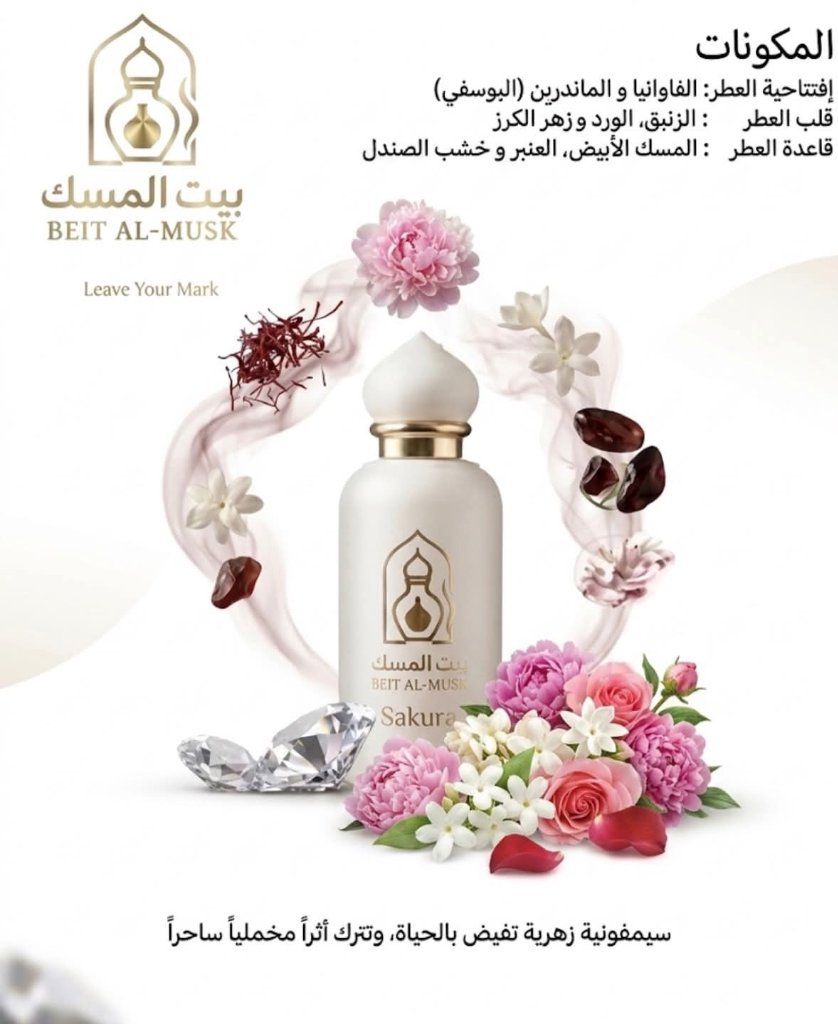 المكونات
إفتتاحية العطر: الفاوانيا و الماندرين (اليوسفي)
قلب العطر : الزنبق، الورد و زهر الكرز
قاعدة العطر : المسك الأبيض، العنبر و خشب الصندل
بيت المسك
BEIT AL-MUSK
Leave Your Mark
بيت المسك
BEIT AL-MUSK
Sakura
سيمفونية زهرية تفيض بالحياة، وتترك أثراً مخملياً ساحراً